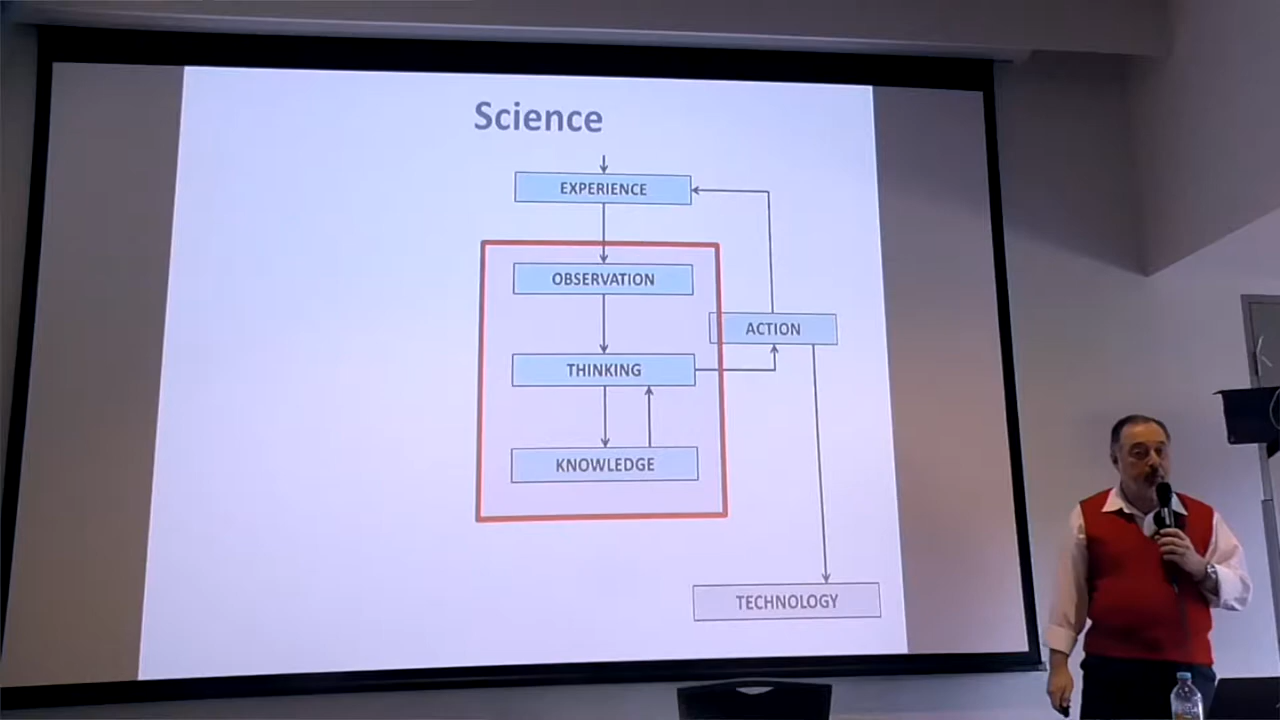 Science
EXPERIENCE
OBSERVATION
ACTION
THINKING
KNOWLEDGE
TECHNOLOGY